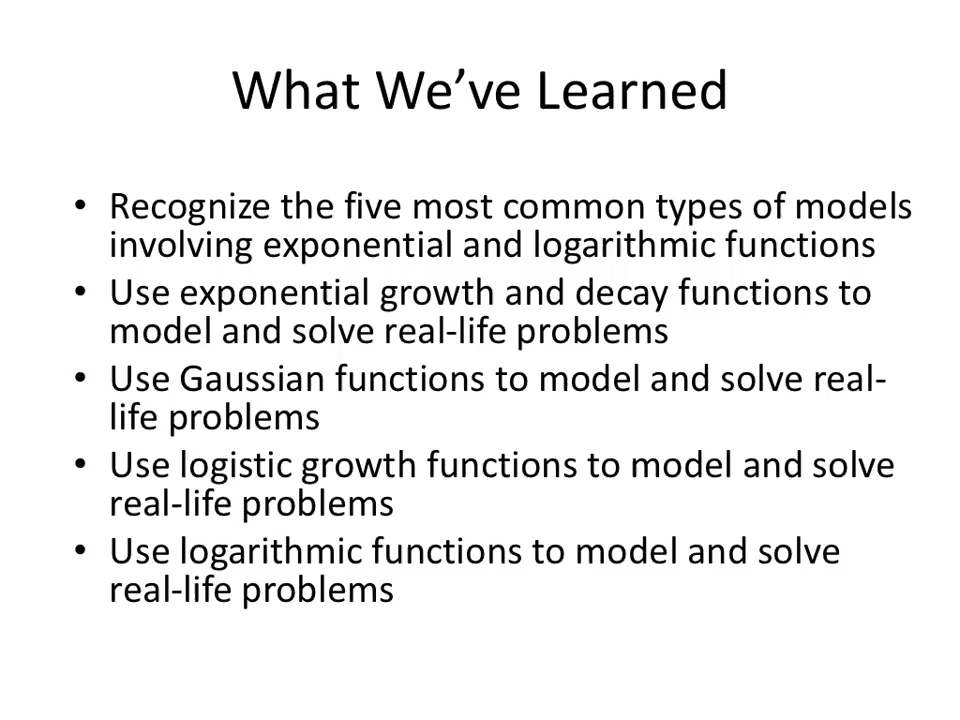 What We’ve Learned
• Recognize the five most common types of models
involving exponential and logarithmic functions
• Use exponential growth and decay functions to
model and solve real-life problems
• Use Gaussian functions to model and solve real-
life problems
• Use logistic growth functions to model and solve
real-life problems
• Use logarithmic functions to model and solve
real-life problems